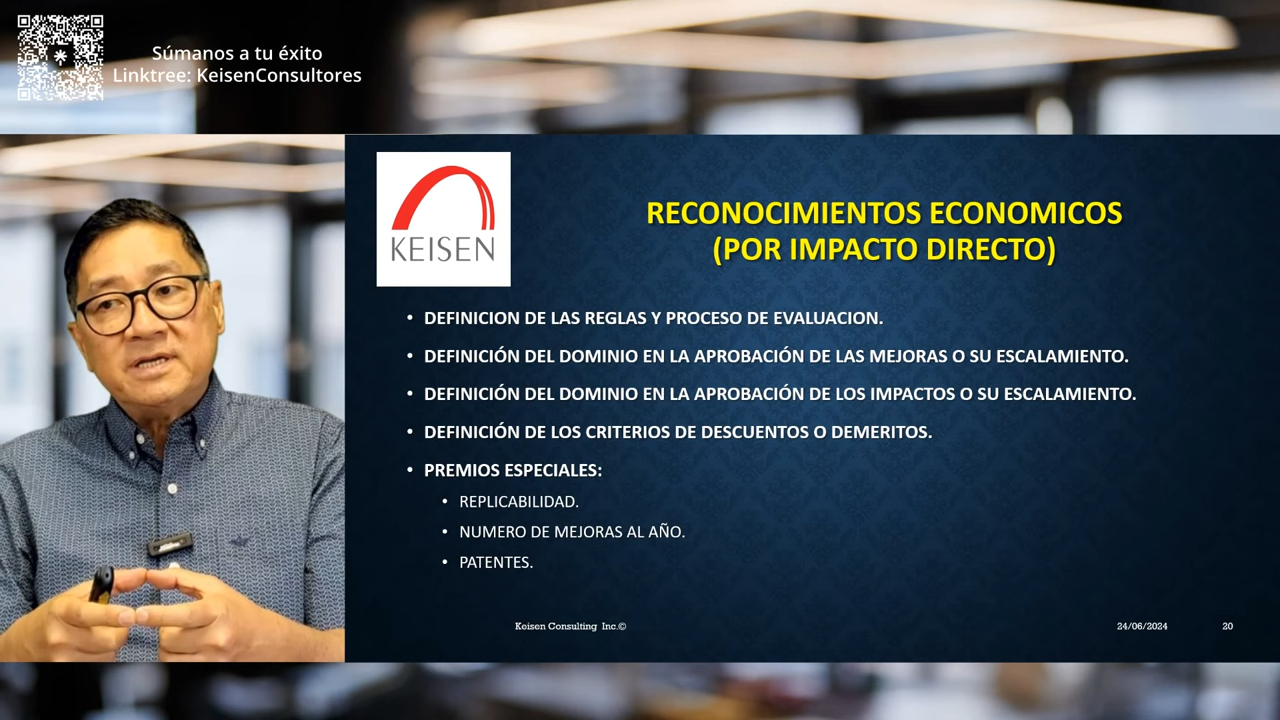 Súmanos a tu éxito
Linktree: KeisenConsultores
KEISEN
RECONOCIMIENTOS ECONOMICOS
(POR IMPACTO DIRECTO)
• DEFINICION DE LAS REGLAS Y PROCESO DE EVALUACION.
• DEFINICIÓN DEL DOMINIO EN LA APROBACIÓN DE LAS MEJORAS O SU ESCALAMIENTO.
• DEFINICIÓN DEL DOMINIO EN LA APROBACIÓN DE LOS IMPACTOS O SU ESCALAMIENTO.
• DEFINICIÓN DE LOS CRITERIOS DE DESCUENTOS O DEMERITOS.
• PREMIOS ESPECIALES:
• REPLICABILIDAD.
• NUMERO DE MEJORAS AL AÑO.
• PATENTES.
Keisen Consulting Inc.© 24/06/2024 20